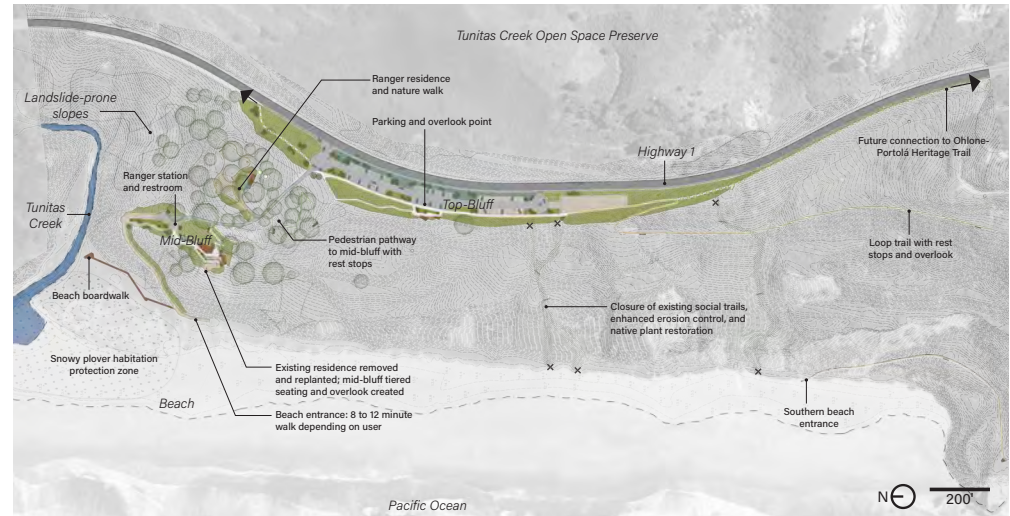 Tunitas Creek Open Space Preserve
Ranger residence
and nature walk
Landslide-prone
slopes
Parking and overlook point
Highway 1
Future connection to Ohlone-
Portolá Heritage Trail
Ranger station
and restroom
Tunitas
Creek
Top-Bluff
Mid-Bluff
Pedestrian pathway
to mid-bluff with
rest stops
Loop trail with rest
stops and overlook
Beach boardwalk
Closure of existing social trails,
enhanced erosion control, and
native plant restoration
Snowy plover habitation
protection zone
Existing residence removed
and replanted; mid-bluff tiered
seating and overlook created
Beach
Beach entrance: 8 to 12 minute
walk depending on user
Southern beach
entrance
Pacific Ocean
N
200'